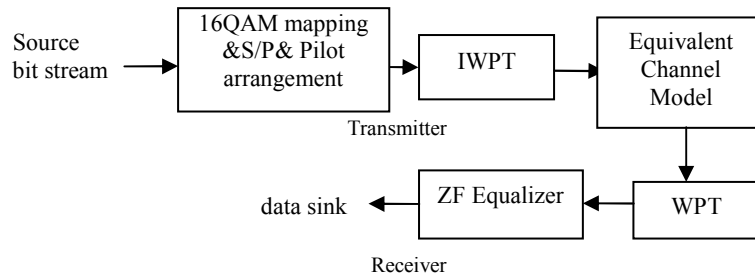 Source
bit stream
16QAM mapping
&S/P& Pilot
arrangement
IWPT
Equivalent
Channel
Model
Transmitter
data sink
ZF Equalizer
WPT
Receiver